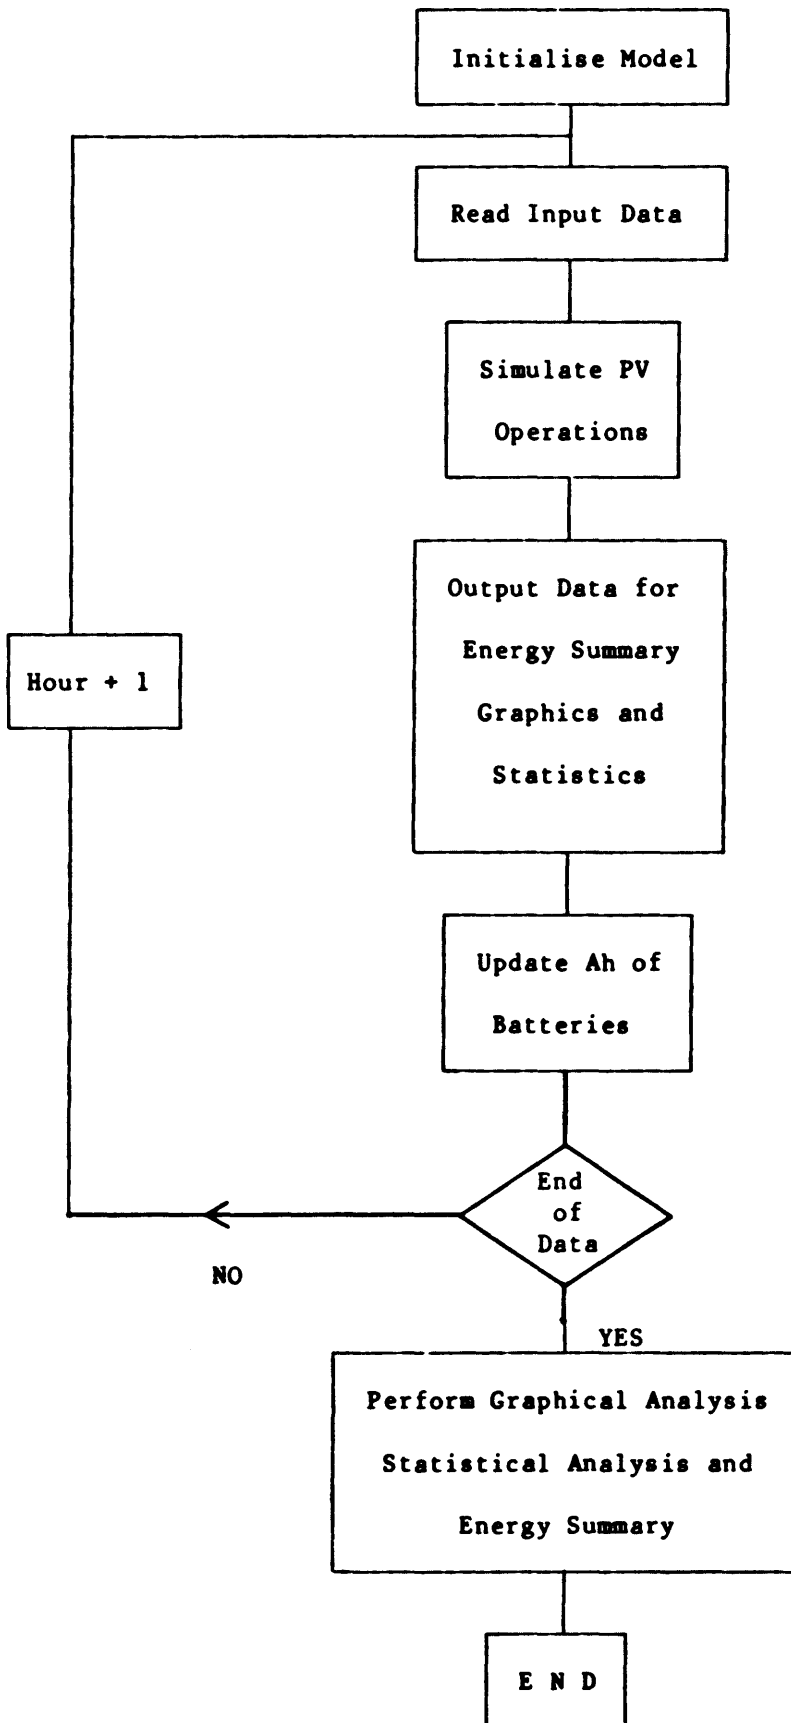 Initialise Model
Read Input Data
Simulate PV
Operations
Output Data for
Energy Summary
Graphics and
Statistics
Hour + 1
Update Ah of
Batteries
End
of
Data
NO
YES
Perform Graphical Analysis
Statistical Analysis and
Energy Summary
E N D